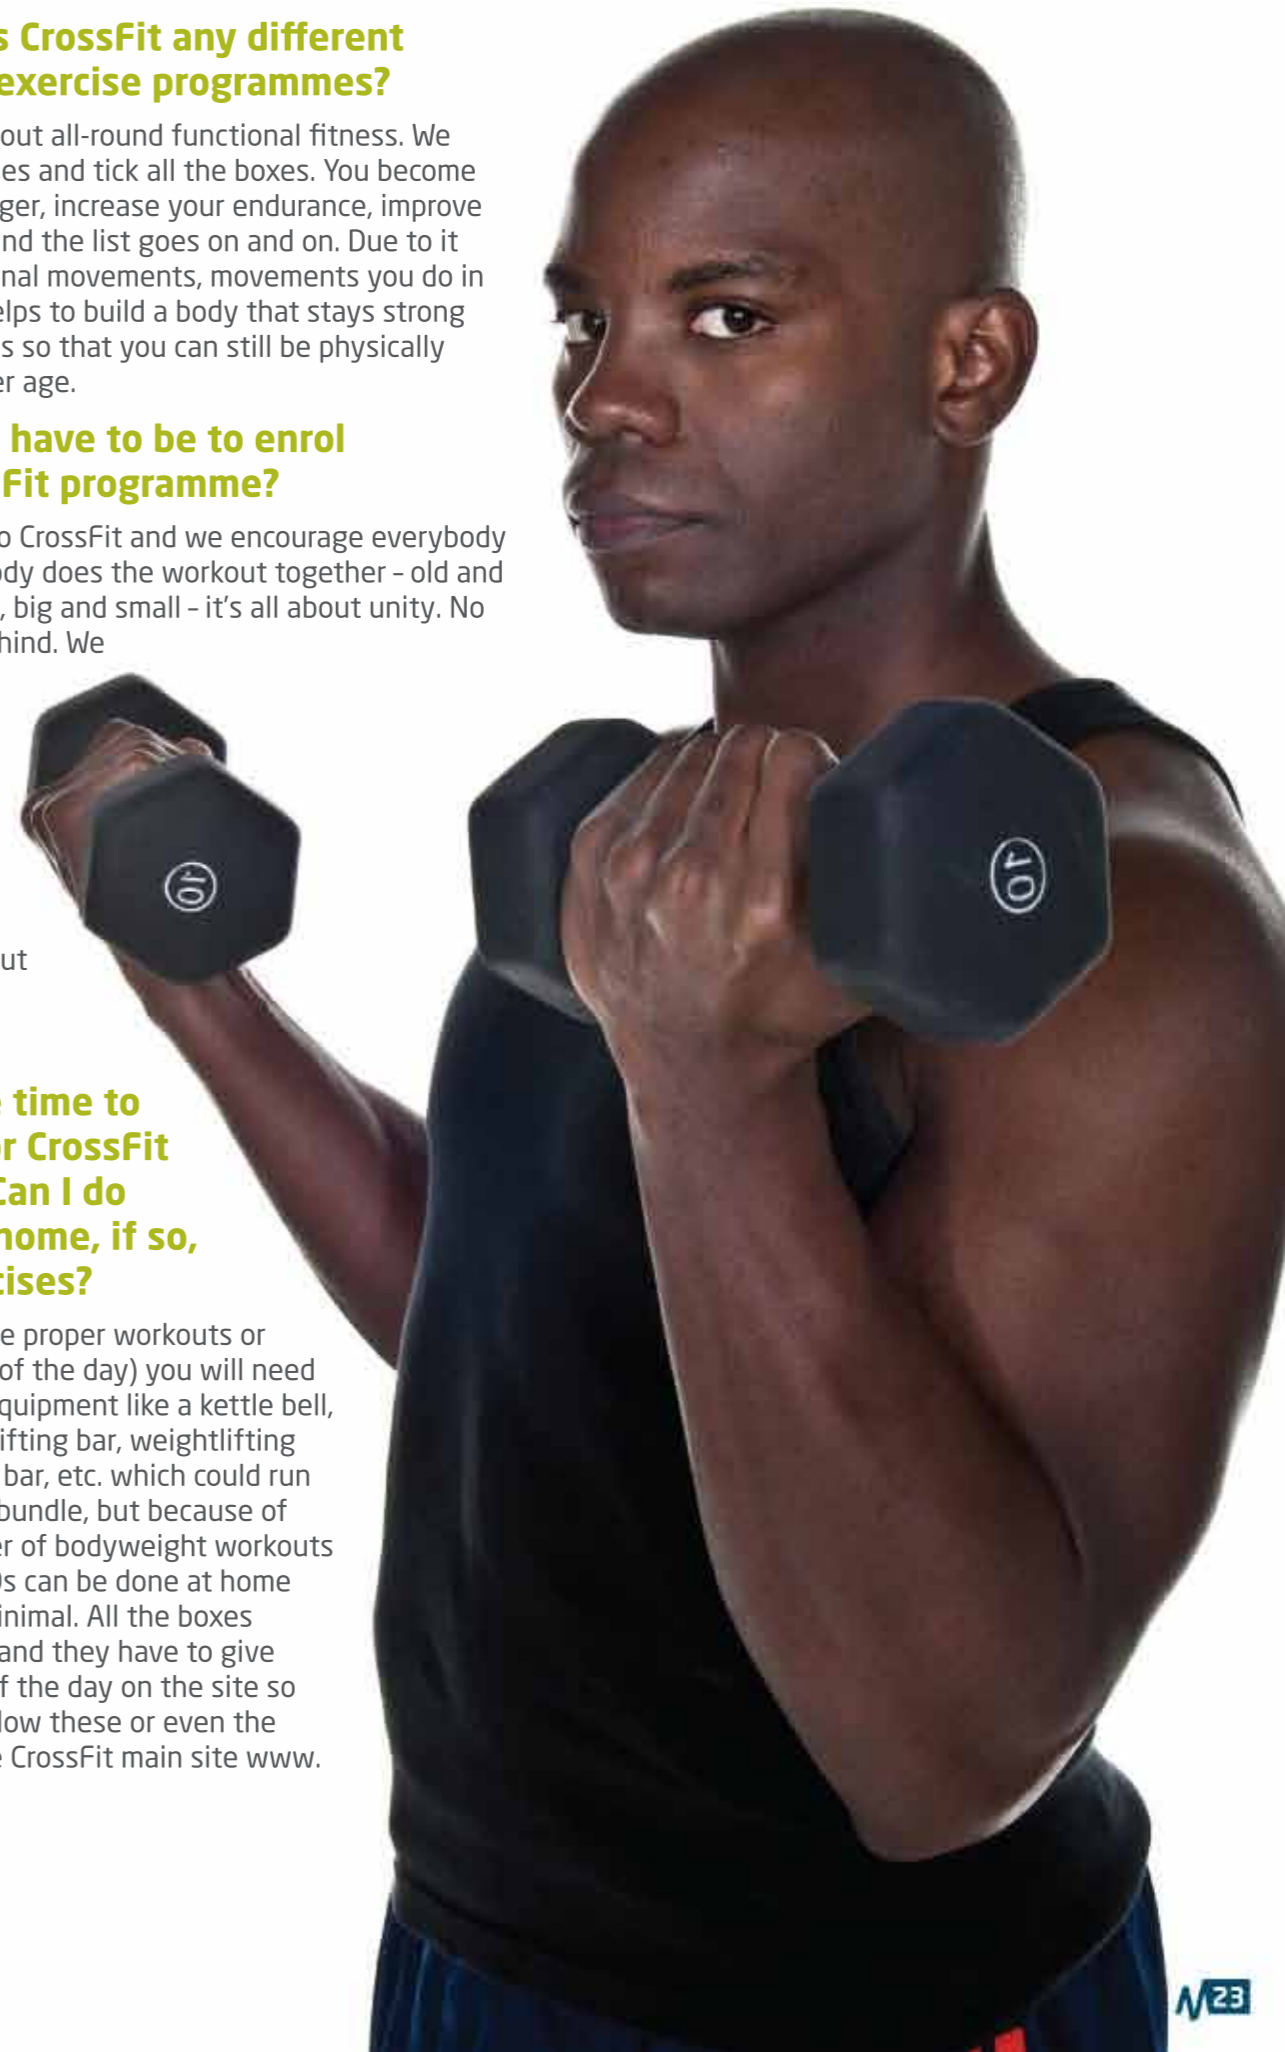 s CrossFit any different
exercise programmes?
out all-round functional fitness. We
es and tick all the boxes. You become
ger, increase your endurance, improve
nd the list goes on and on. Due to it
nal movements, movements you do in
elps to build a body that stays strong
s so that you can still be physically
er age.
have to be to enrol
Fit programme?
o CrossFit and we encourage everybody
ody does the workout together – old and
, big and small – it's all about unity. No
hind. We
10
10
ut
e time to
or CrossFit
Can I do
home, if so,
cises?
e proper workouts or
of the day) you will need
quipment like a kettle bell,
ifting bar, weightlifting
bar, etc. which could run
bundle, but because of
er of bodyweight workouts
Ds can be done at home
inimal. All the boxes
and they have to give
f the day on the site so
low these or even the
e CrossFit main site www.
23